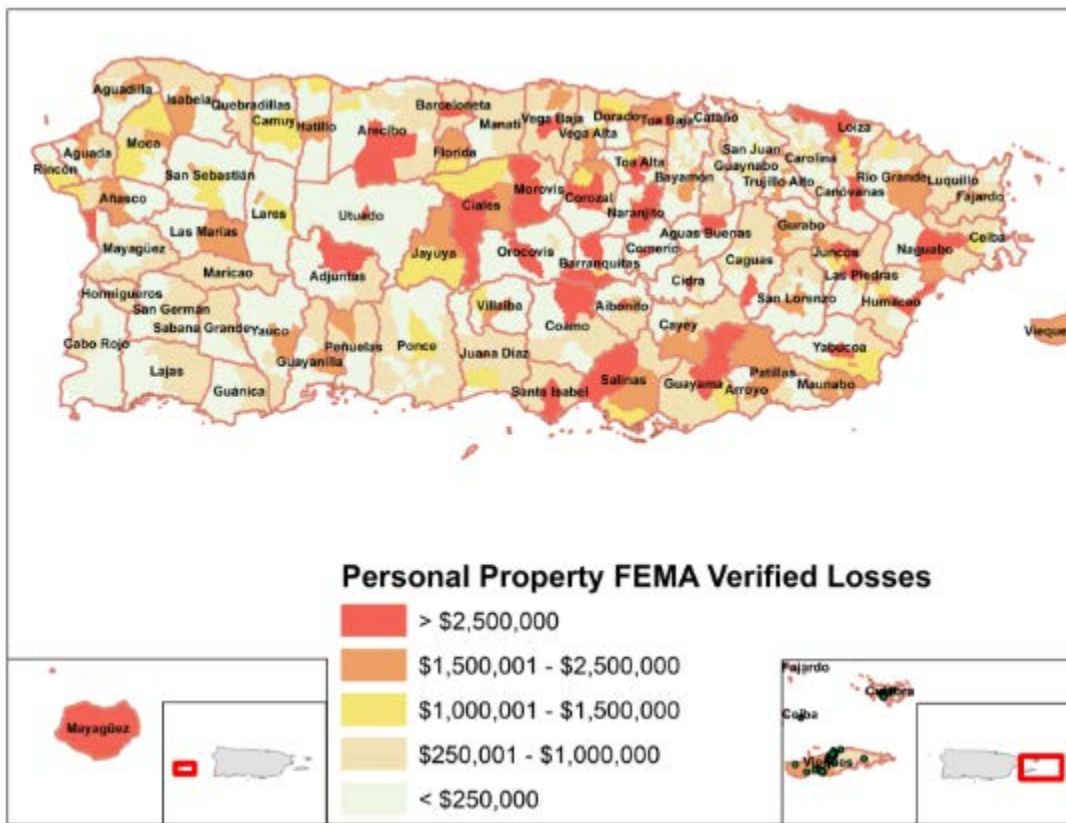 Aguadilla
Isabela
Quebradillas
Camuy
Hatillo
Arecibo
Barceloneta
Manatí
Vega Baja
Vega Alta
Dorado
Toa Baja
Cataño
Loíza
San Juan
Guaynabo
Carolina
Río Grande
Luquillo
Fajardo
Rincón
Aguada
Moca
San Sebastián
Florida
Morovis
Corozal
Toa Alta
Bayamón
Trujillo Alto
Canóvanas
Añasco
Las Marías
Lares
Utuado
Ciales
Naranjito
Gurabo
Naguabo
Ceiba
Mayagüez
Maricao
Adjuntas
Jayuya
Orocovis
Barranquitas
Comerío
Aguas Buenas
Caguas
Juncos
Las Piedras
Humacao
Hormigueros
San Germán
Sabana Grande
Yauco
Villalba
Aibonito
Cidra
San Lorenzo
Cabo Rojo
Lajas
Guánica
Guayanilla
Peñuelas
Ponce
Juana Díaz
Coamo
Cayey
Yabucoa
Vieques
Santa Isabel
Salinas
Guayama
Arroyo
Patillas
Maunabo
Personal Property FEMA Verified Losses
> $2,500,000
$1,500,001 - $2,500,000
$1,000,001 - $1,500,000
$250,001 - $1,000,000
< $250,000
Mayagüez
Fajardo
Culebra
Ceiba
Vieques